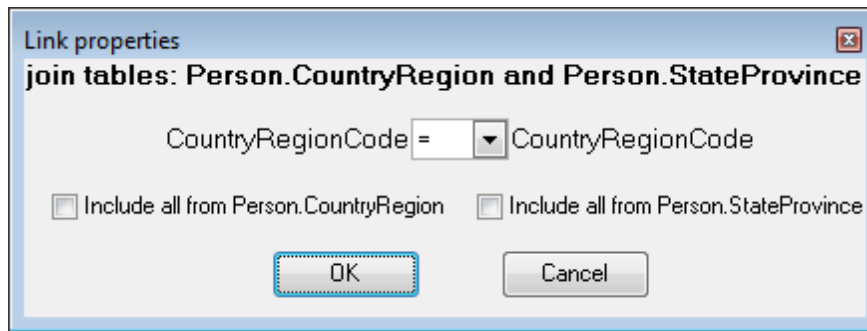 Link properties
join tables: Person.CountryRegion and Person.StateProvince
CountryRegionCode = CountryRegionCode
Include all from Person.CountryRegion Include all from Person.StateProvince
OK Cancel